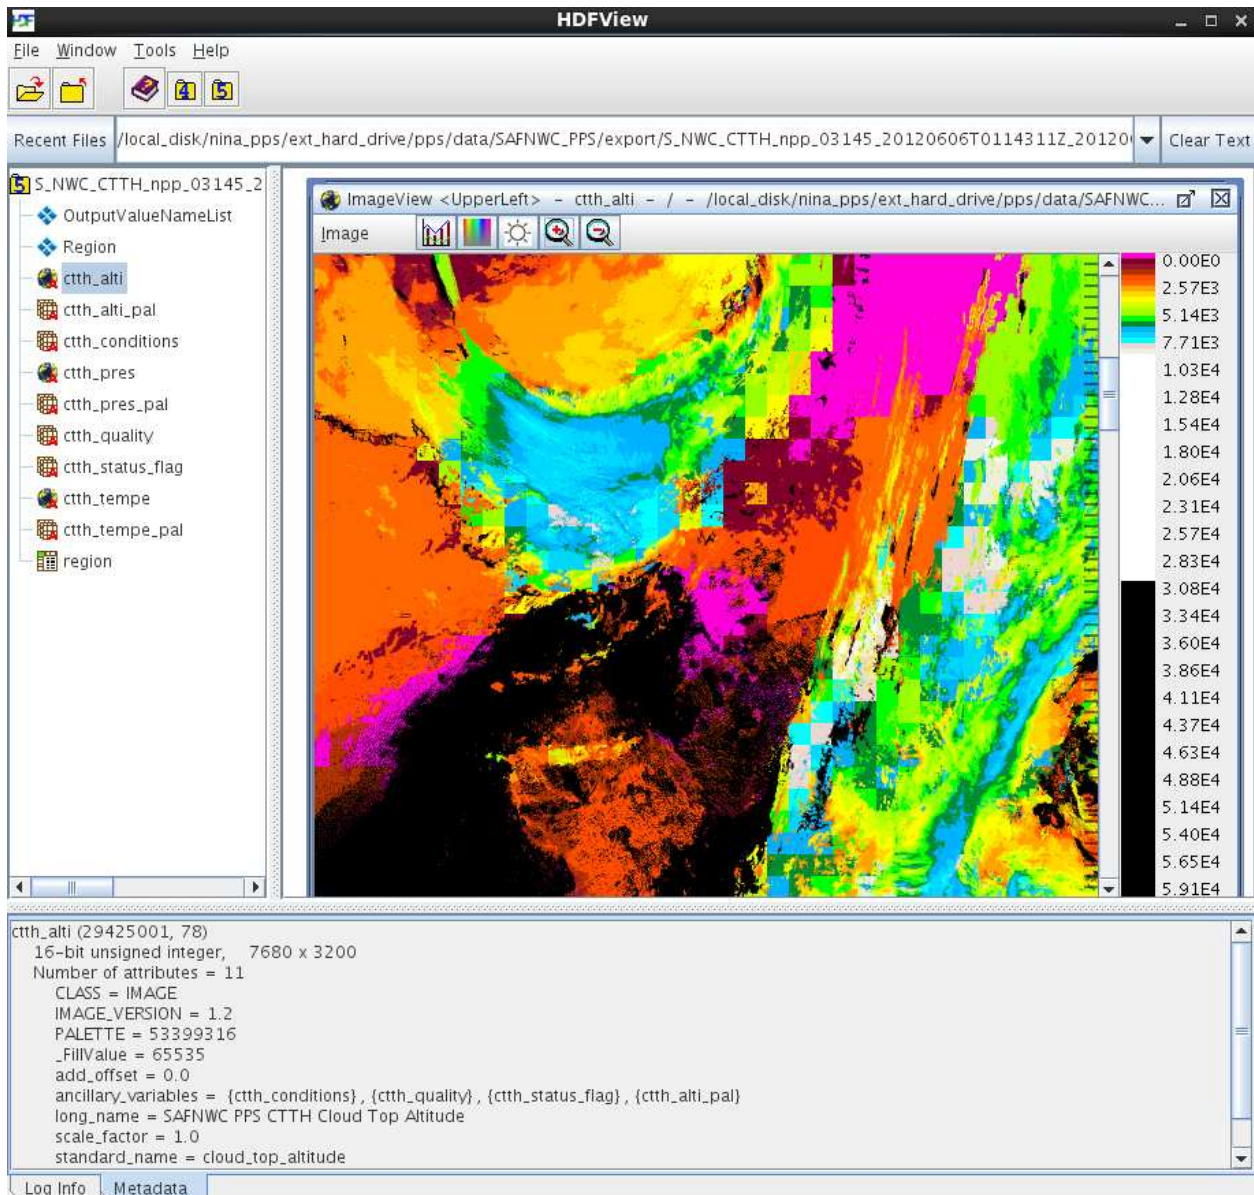 HDFView
File Window Tools Help
4 5
Recent Files /local_disk/nina_pps/ext_hard_drive/pps/data/SAFNWC_PPS/export/S_NWC_CTTH_npp_03145_20120606T0114311Z_20120 Clear Text
5 S_NWC_CTTH_npp_03145_2
OutputValueNameList
Region
ctth_alti
ctth_alti_pal
ctth_conditions
ctth_pres
ctth_pres_pal
ctth_quality
ctth_status_flag
ctth_tempe
ctth_tempe_pal
region
ImageView <UpperLeft> - ctth_alti - / - /local_disk/nina_pps/ext_hard_drive/pps/data/SAFNWC...
Image
0.00E0
2.57E3
5.14E3
7.71E3
1.03E4
1.28E4
1.54E4
1.80E4
2.06E4
2.31E4
2.57E4
2.83E4
3.08E4
3.34E4
3.60E4
3.86E4
4.11E4
4.37E4
4.63E4
4.88E4
5.14E4
5.40E4
5.65E4
5.91E4
ctth_alti (29425001, 78)
16-bit unsigned integer, 7680 x 3200
Number of attributes = 11
CLASS = IMAGE
IMAGE_VERSION = 1.2
PALETTE = 53399316
_FillValue = 65535
add_offset = 0.0
ancillary_variables = {ctth_conditions} , {ctth_quality} , {ctth_status_flag} , {ctth_alti_pal}
long_name = SAFNWC PPS CTTH Cloud Top Altitude
scale_factor = 1.0
standard_name = cloud_top_altitude
Log Info Metadata